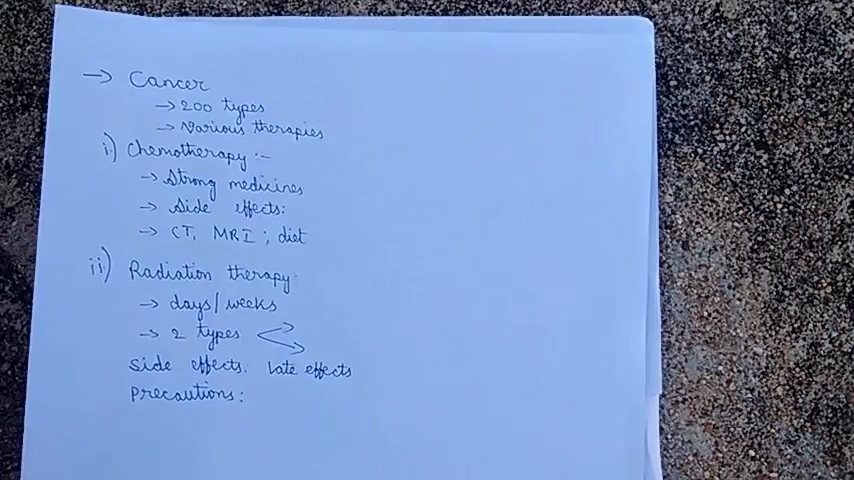 → Cancer
→ 200 types
→ Various therapies
i) Chemotherapy :-
→ Strong medicines
→ Side effects:
→ CT, MRI ; diet
ii) Radiation therapy:
→ days/weeks
→ 2 types
Side effects. Late effects
Precautions: